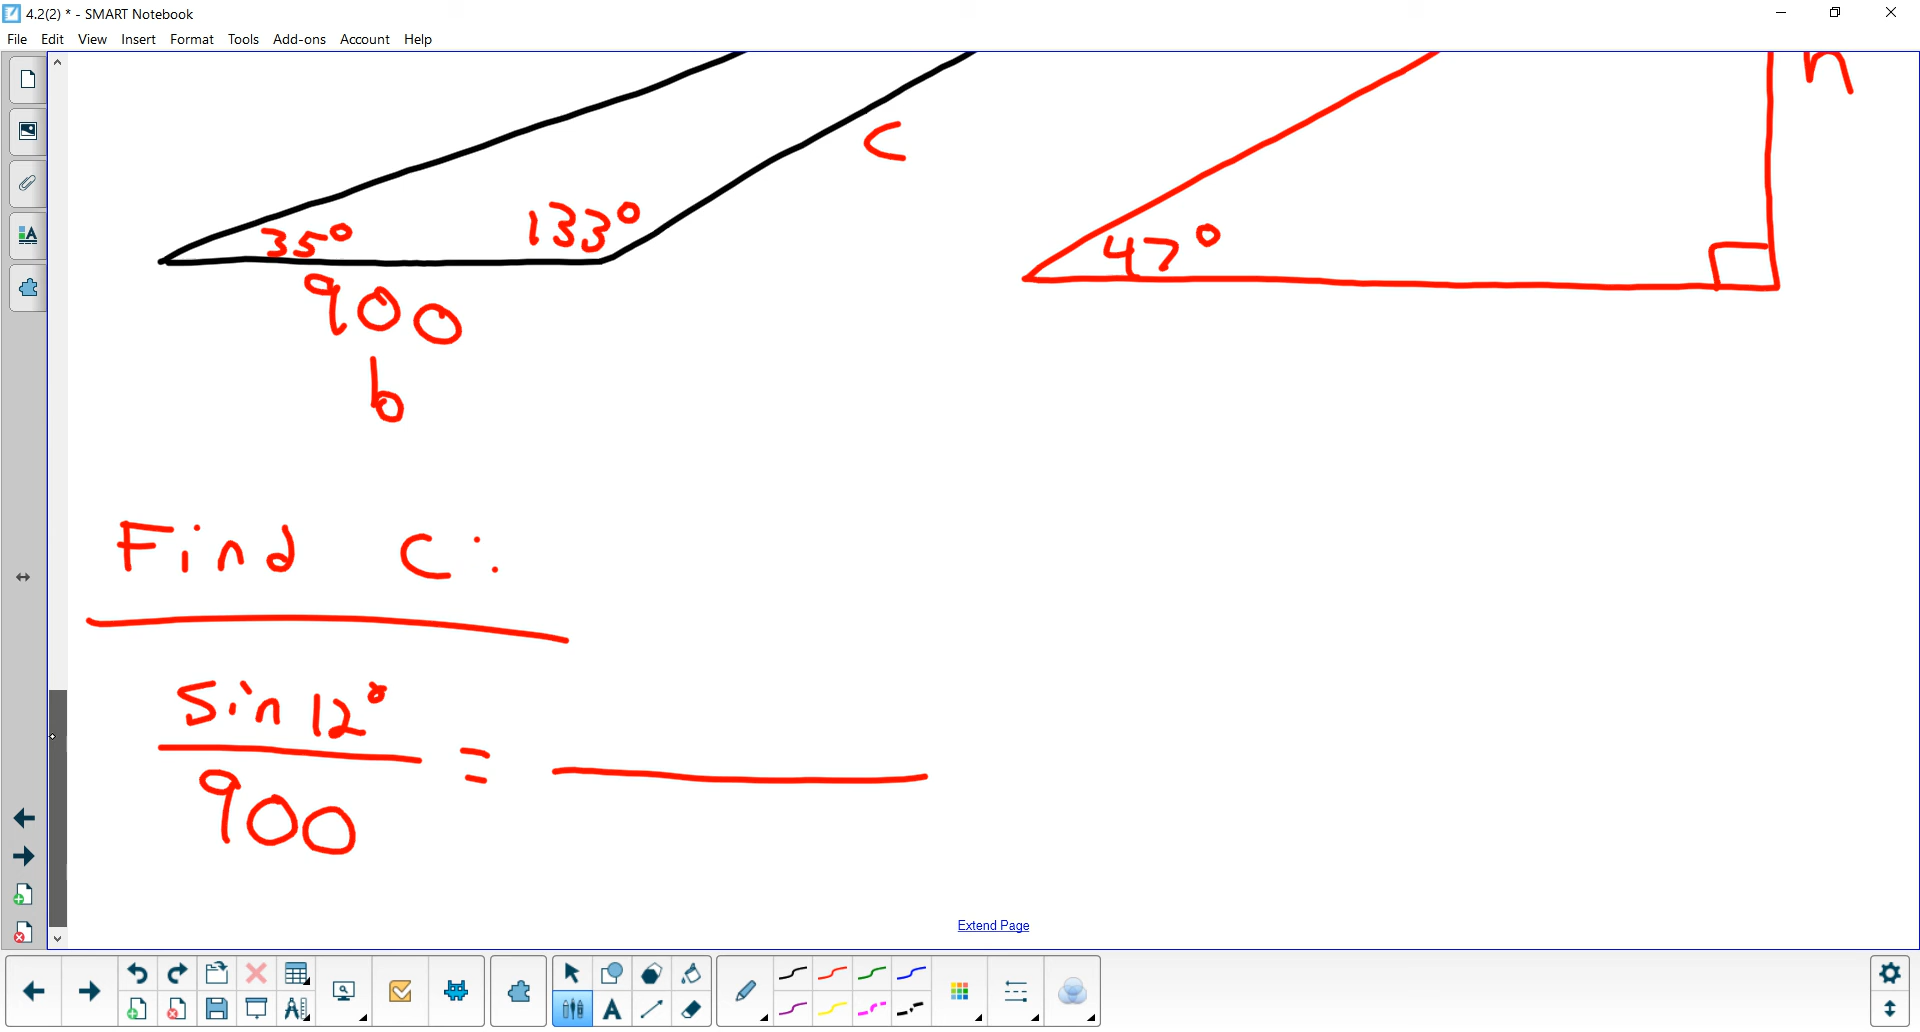 4.2(2) * - SMART Notebook
File Edit View Insert Format Tools Add-ons Account Help
h
c
35° 133°
47°
900
b
Find c:
sin 12°
=
900
Extend Page